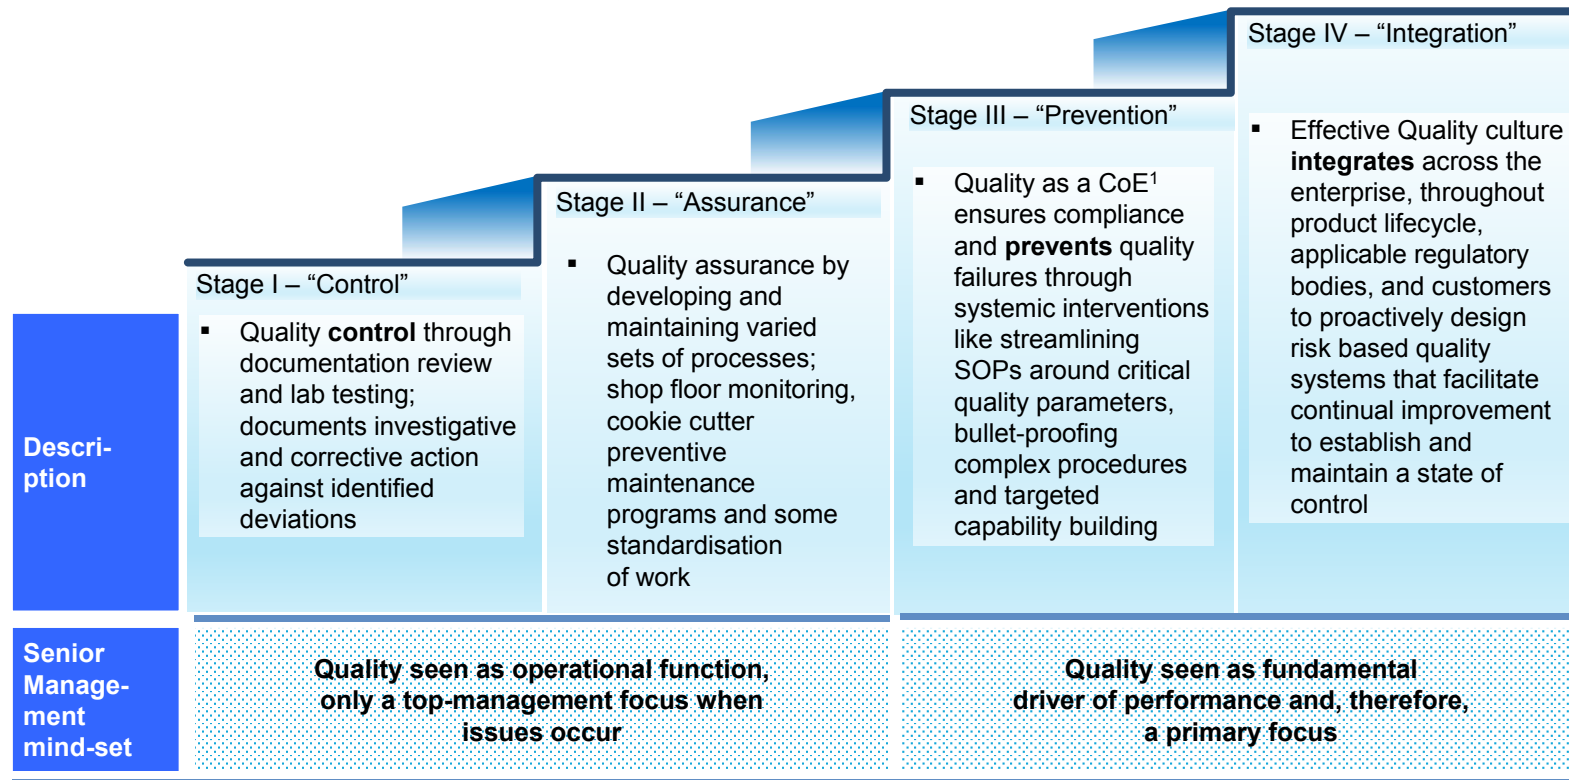 Stage IV – “Integration”
▪ Effective Quality culture
integrates across the
enterprise, throughout
product lifecycle,
applicable regulatory
bodies, and customers
to proactively design
risk based quality
systems that facilitate
continual improvement
to establish and
maintain a state of
control
Stage III – “Prevention”
▪ Quality as a CoE¹
ensures compliance
and prevents quality
failures through
systemic interventions
like streamlining
SOPs around critical
quality parameters,
bullet-proofing
complex procedures
and targeted
capability building
Stage II – “Assurance”
▪ Quality assurance by
developing and
maintaining varied
sets of processes;
shop floor monitoring,
cookie cutter
preventive
maintenance
programs and some
standardisation
of work
Stage I – “Control”
▪ Quality control through
documentation review
and lab testing;
documents investigative
and corrective action
against identified
deviations
Descri-
ption
Senior
Manage-
ment
mind-set
Quality seen as operational function,
only a top-management focus when
issues occur
Quality seen as fundamental
driver of performance and, therefore,
a primary focus